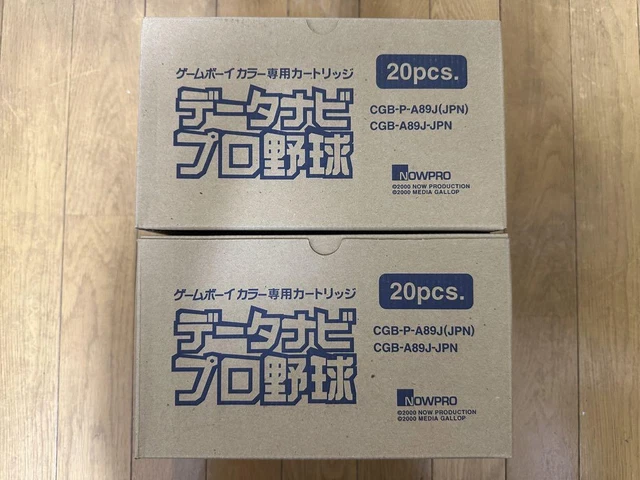 ゲームボーイカラー専用カートリッジ
データナビ
プロ野球
20pcs.
CGB-P-A89J(JPN)
CGB-A89J-JPN
NOWPRO
©2000 NOW PRODUCTION
©2000 MEDIA GALLOP
ゲームボーイカラー専用カートリッジ
データナビ
プロ野球
20pcs.
CGB-P-A89J(JPN)
CGB-A89J-JPN
NOWPRO
©2000 NOW PRODUCTION
©2000 MEDIA GALLOP